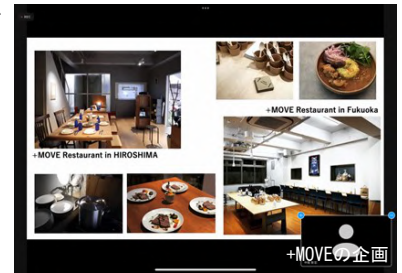 +MOVE Restaurant in Fukuoka
+MOVE Restaurant in HIROSHIMA
+MOVEの企画